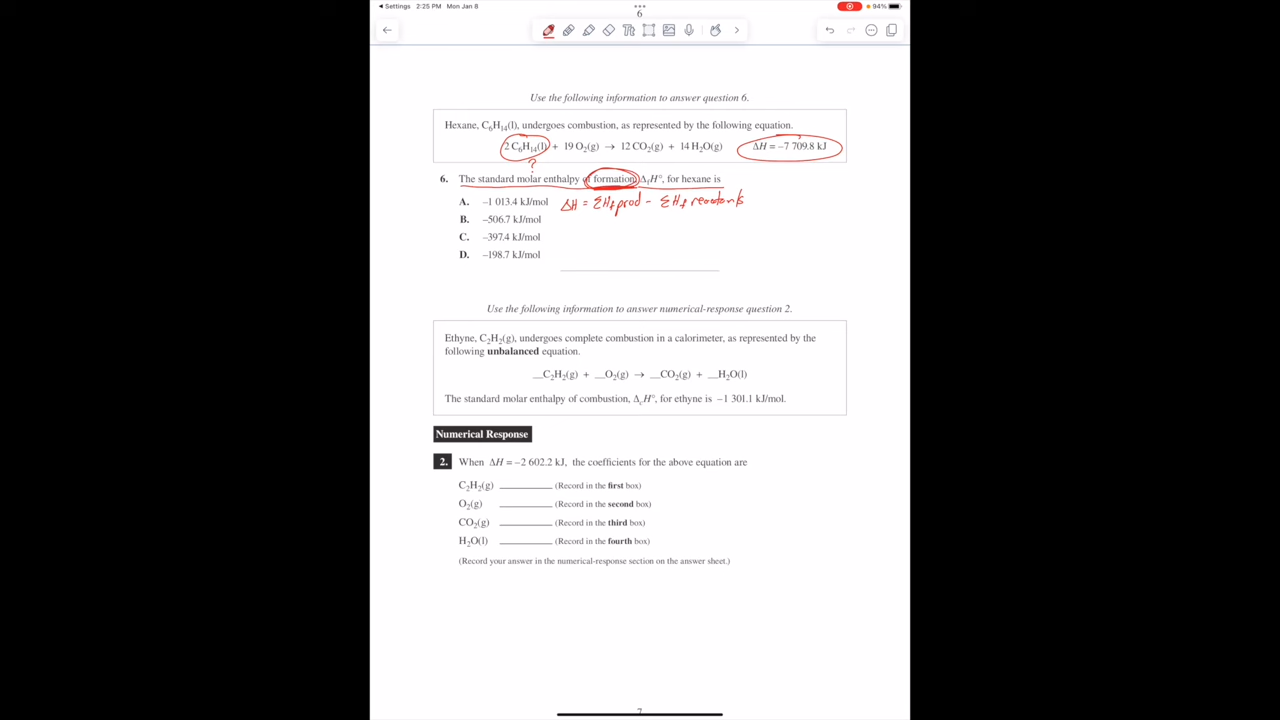 Settings 2:25 PM Mon Jan 8
94%
6
Use the following information to answer question 6.
Hexane, C₆H₁₄(l), undergoes combustion, as represented by the following equation.
2 C₆H₁₄(l) + 19 O₂(g) → 12 CO₂(g) + 14 H₂O(g) ΔH = −7 709.8 kJ
?
6. The standard molar enthalpy of formation, ΔfH°, for hexane is
A. −1 013.4 kJ/mol ΔH = ΣHf prod − ΣHf reactants
B. −506.7 kJ/mol
C. −397.4 kJ/mol
D. −198.7 kJ/mol
Use the following information to answer numerical-response question 2.
Ethyne, C₂H₂(g), undergoes complete combustion in a calorimeter, as represented by the
following unbalanced equation.
__C₂H₂(g) + __O₂(g) → __CO₂(g) + __H₂O(l)
The standard molar enthalpy of combustion, ΔcH°, for ethyne is −1 301.1 kJ/mol.
Numerical Response
2. When ΔH = −2 602.2 kJ, the coefficients for the above equation are
C₂H₂(g) ________ (Record in the first box)
O₂(g) ________ (Record in the second box)
CO₂(g) ________ (Record in the third box)
H₂O(l) ________ (Record in the fourth box)
(Record your answer in the numerical-response section on the answer sheet.)
7